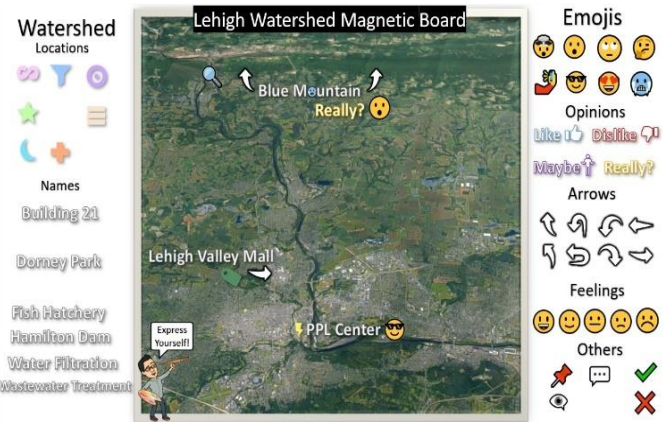 Lehigh Watershed Magnetic Board
Watershed
Locations
Names
Building 21
Dorney Park
Fish Hatchery
Hamilton Dam
Water Filtration
Wastewater Treatment
Blue Mountain
Really?
Lehigh Valley Mall
PPL Center
Express
Yourself!
Emojis
Opinions
Like Dislike
Maybe Really?
Arrows
Feelings
Others